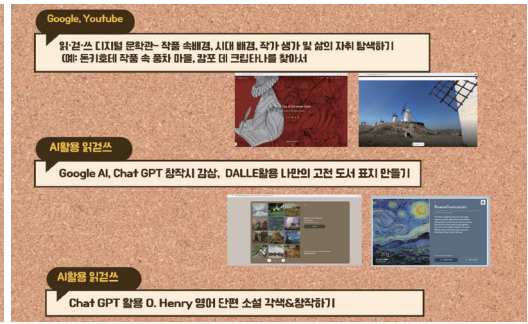 Google, Youtube
읽·걷·쓰 디지털 문학관- 작품 속배경, 시대 배경, 작가 생가 및 삶의 자취 탐색하기
(예: 돈키호테 작품 속 풍차 마을, 캄포 데 크립타나를 찾아서
AI활용 읽걷쓰
Google AI, Chat GPT 창작시 감상, DALLE활용 나만의 고전 도서 표지 만들기
AI활용 읽걷쓰
Chat GPT 활용 O. Henry 영어 단편 소설 각색&창작하기